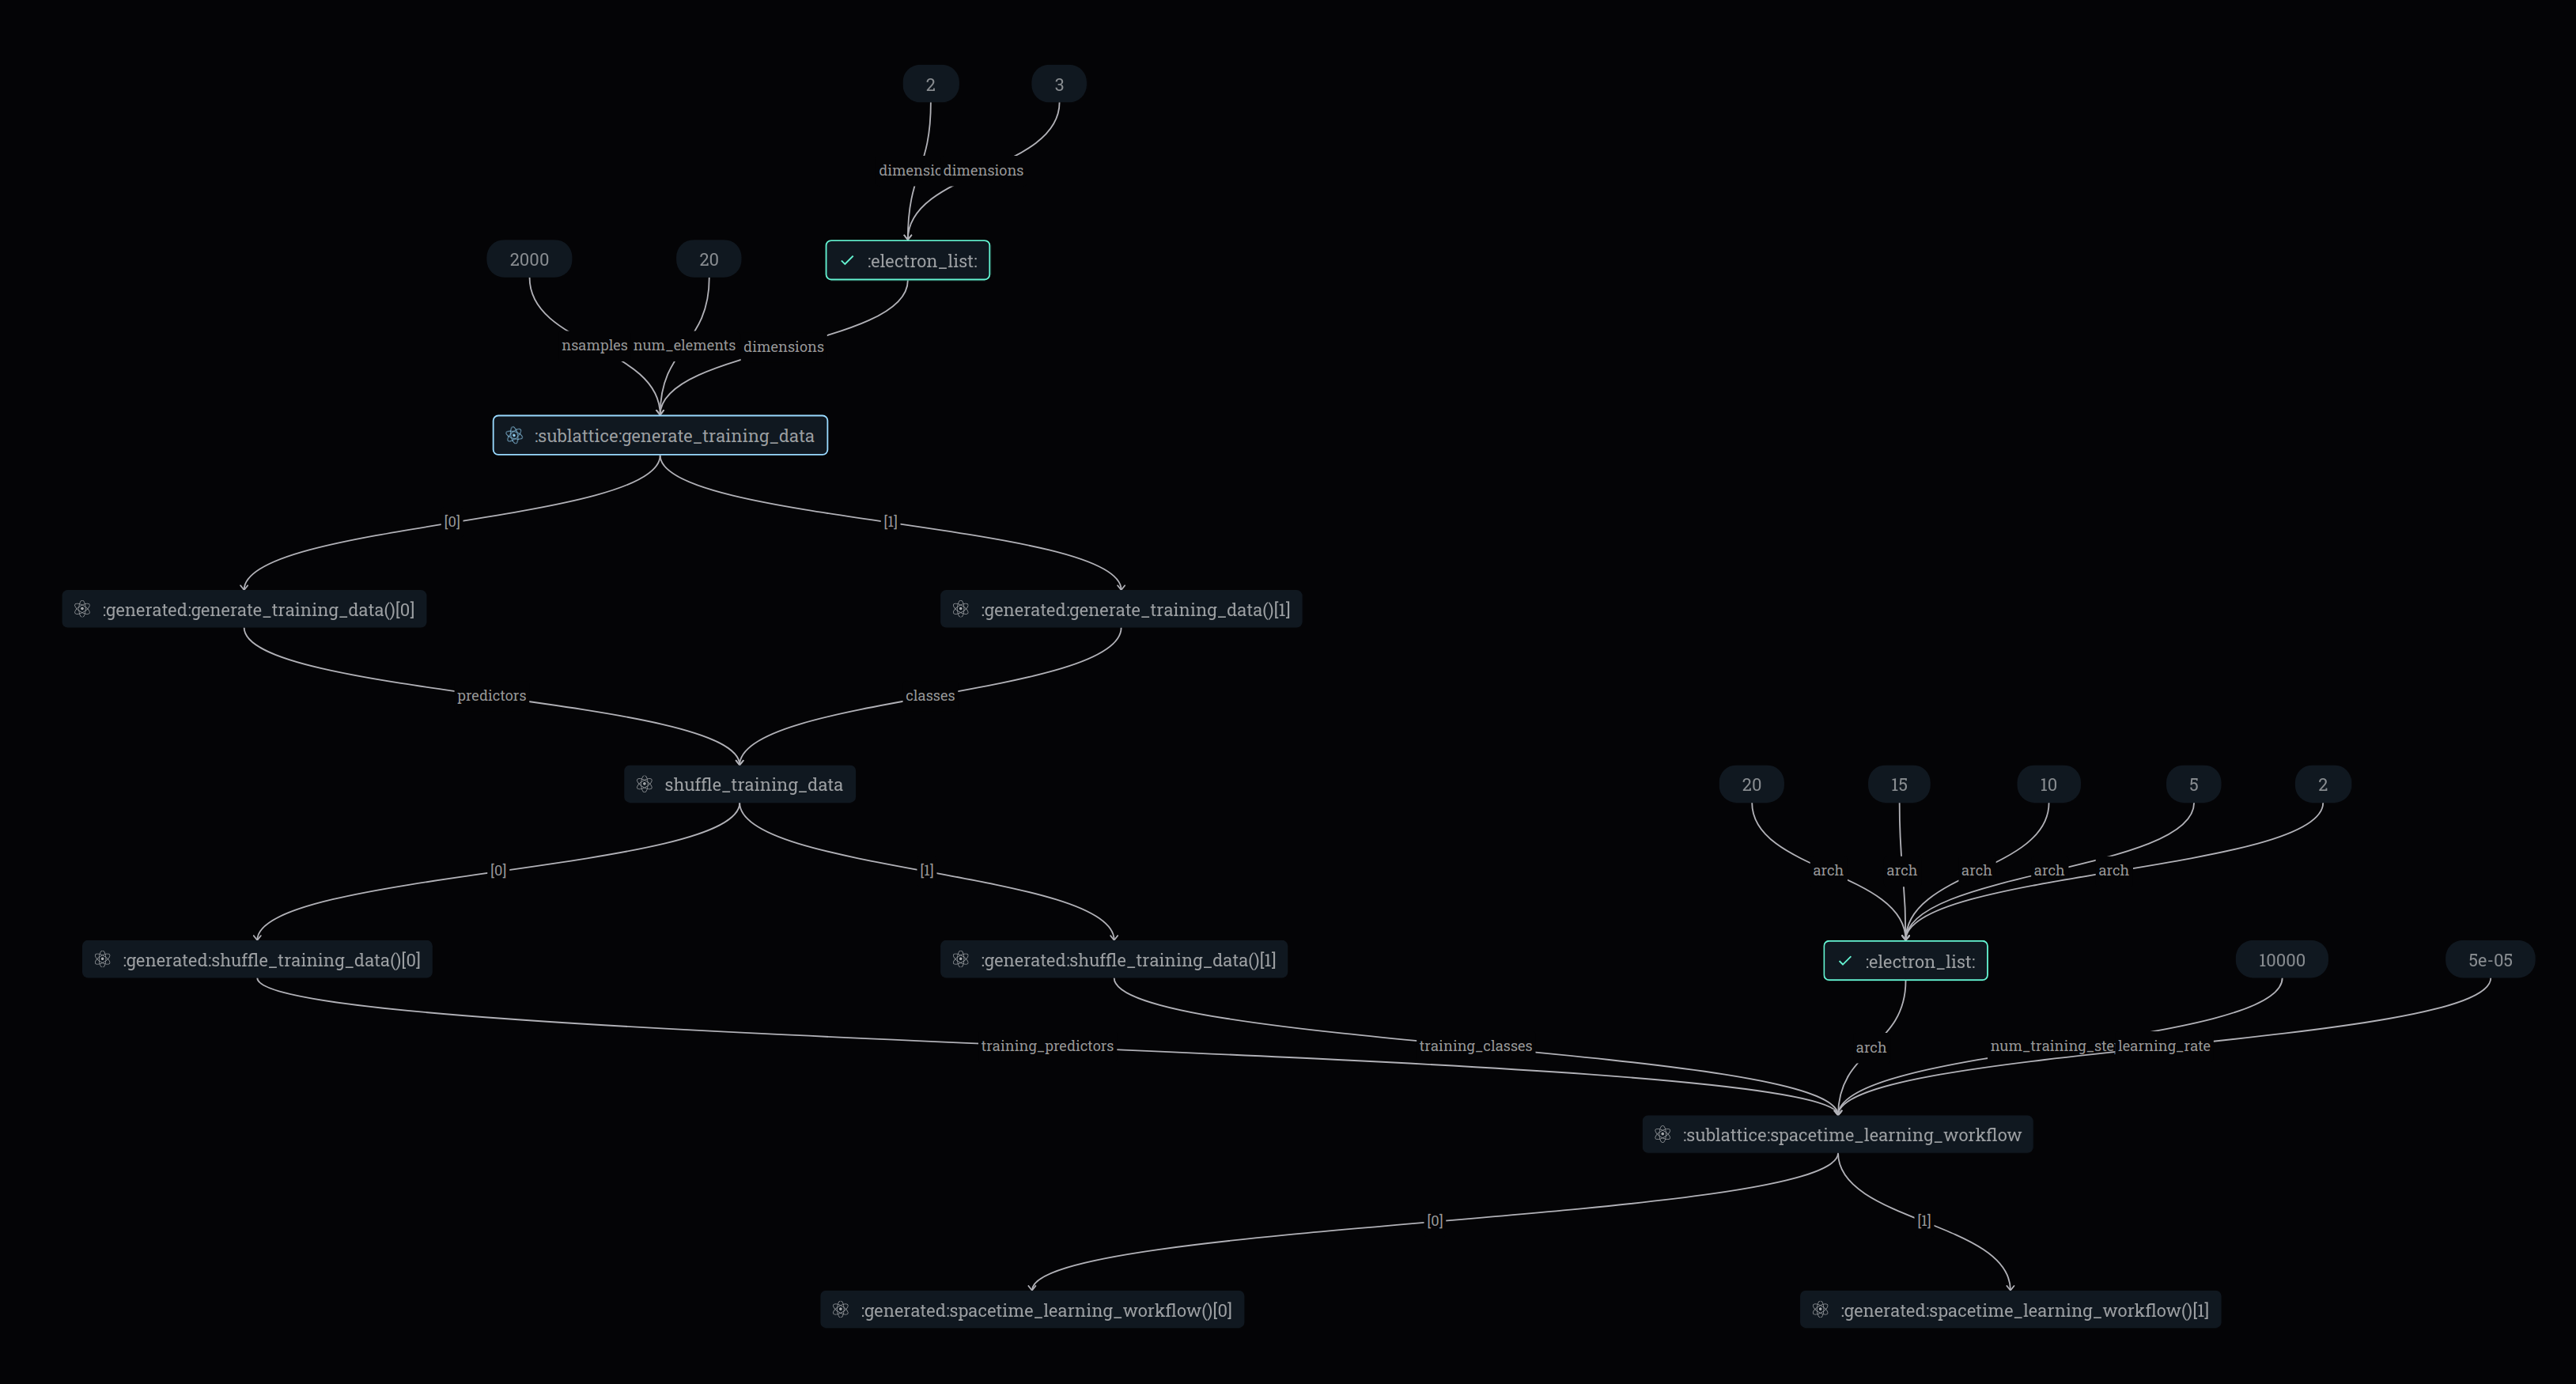 2
3
dimensions
2000
20
:electron_list:
nsamples
num_elements
dimensions
:sublattice:generate_training_data
[0]
[1]
:generated:generate_training_data()[0]
:generated:generate_training_data()[1]
predictors
classes
shuffle_training_data
20
15
10
5
2
[0]
[1]
arch
arch
arch
arch
arch
:generated:shuffle_training_data()[0]
:generated:shuffle_training_data()[1]
:electron_list:
10000
5e-05
training_predictors
training_classes
arch
num_training_ste
learning_rate
:sublattice:spacetime_learning_workflow
[0]
[1]
:generated:spacetime_learning_workflow()[0]
:generated:spacetime_learning_workflow()[1]